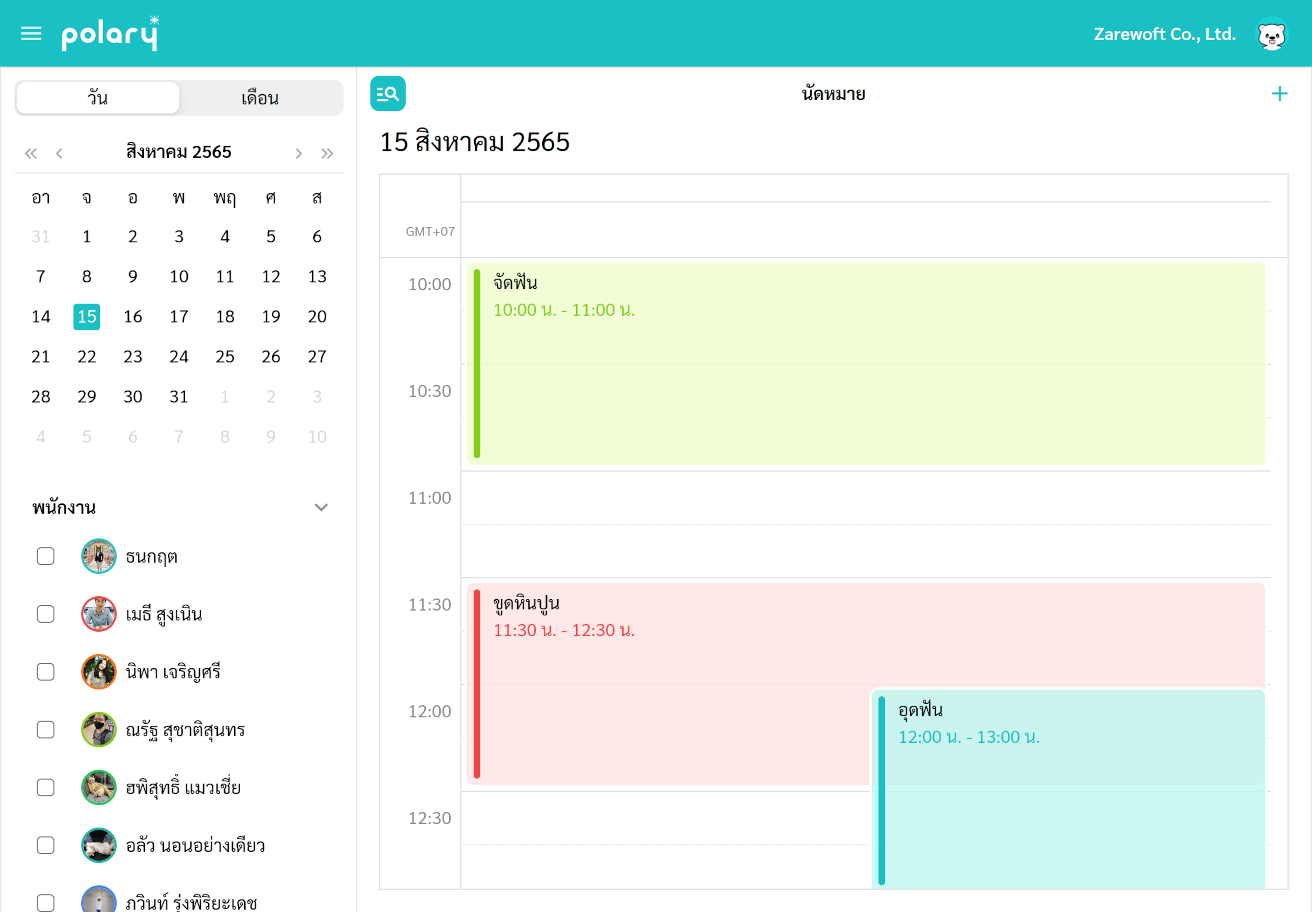 polary
Zarewoft Co., Ltd.
วัน เดือน
สิงหาคม 2565
อา จ อ พ พฤ ศ ส
31 1 2 3 4 5 6
7 8 9 10 11 12 13
14 15 16 17 18 19 20
21 22 23 24 25 26 27
28 29 30 31 1 2 3
4 5 6 7 8 9 10
พนักงาน
ธนกฤต
เมธี สูงเนิน
นิพา เจริญศรี
ณรัฐ สุชาติสุนทร
ฮพิสุทธิ์ แมวเชี่ย
อลัว นอนอย่างเดียว
ภวินท์ รุ่งพิริยะเดช
นัดหมาย
15 สิงหาคม 2565
GMT+07
10:00
จัดฟัน
10:00 น. - 11:00 น.
10:30
11:00
11:30
ขูดหินปูน
11:30 น. - 12:30 น.
12:00
อุดฟัน
12:00 น. - 13:00 น.
12:30